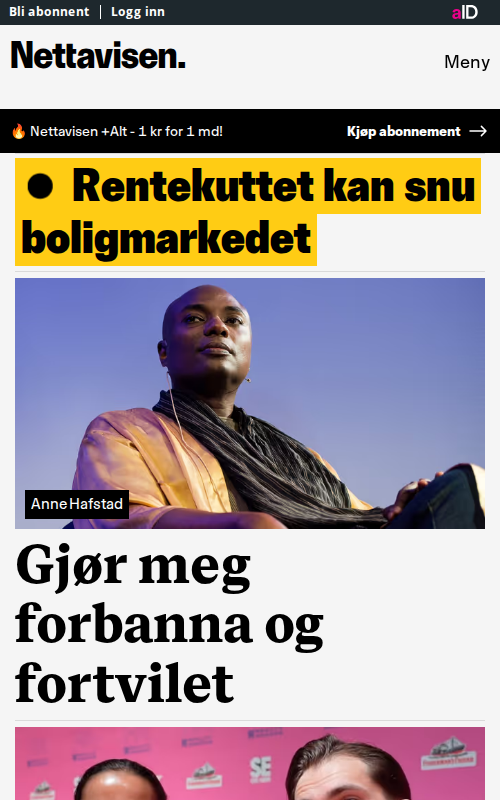 Bli abonnent | Logg inn
aID
Nettavisen.
Meny
🔥 Nettavisen +Alt - 1 kr for 1 md!
Kjøp abonnement →
● Rentekuttet kan snu
boligmarkedet
Anne Hafstad
Gjør meg
forbanna og
fortvilet
SE